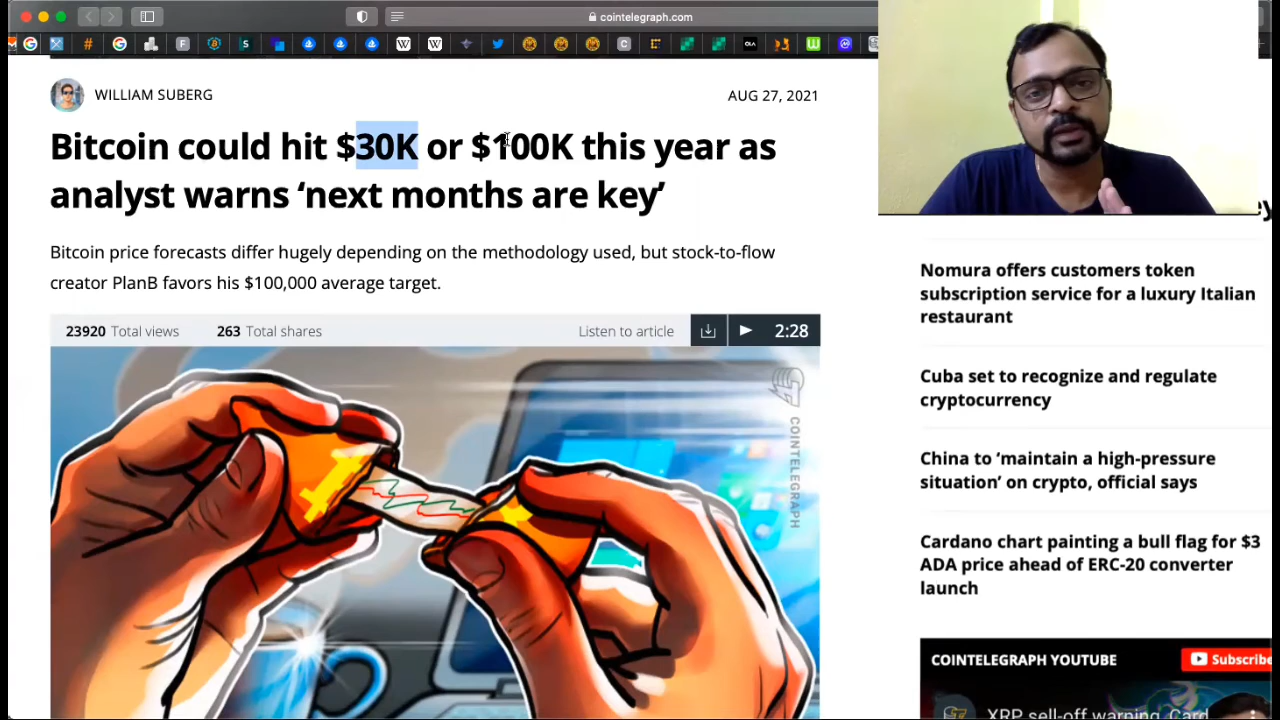 cointelegraph.com
WILLIAM SUBERG
AUG 27, 2021
Bitcoin could hit $30K or $100K this year as
analyst warns ‘next months are key’
Bitcoin price forecasts differ hugely depending on the methodology used, but stock-to-flow
creator PlanB favors his $100,000 average target.
23920 Total views 263 Total shares Listen to article 2:28
COINTELEGRAPH
Nomura offers customers token
subscription service for a luxury Italian
restaurant
Cuba set to recognize and regulate
cryptocurrency
China to ‘maintain a high-pressure
situation’ on crypto, official says
Cardano chart painting a bull flag for $3
ADA price ahead of ERC-20 converter
launch
COINTELEGRAPH YOUTUBE
Subscribe
XRP sell-off warning, Card